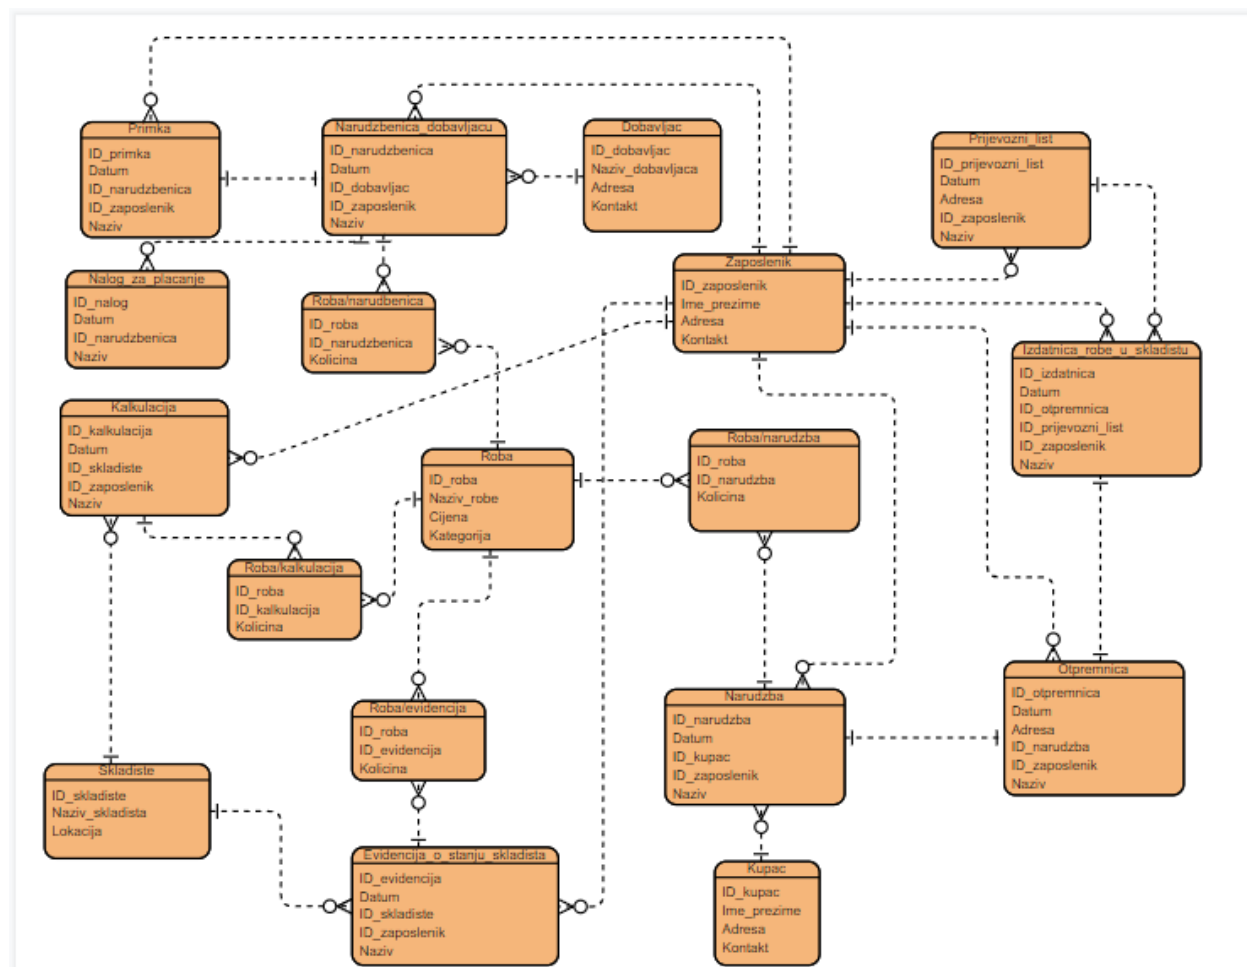 Primka
ID_primka
Datum
ID_narudzbenica
ID_zaposlenik
Naziv
Narudzbenica_dobavljacu
ID_narudzbenica
Datum
ID_dobavljac
ID_zaposlenik
Naziv
Dobavljac
ID_dobavljac
Naziv_dobavljaca
Adresa
Kontakt
Prijevozni_list
ID_prijevozni_list
Datum
Adresa
ID_zaposlenik
Naziv
Nalog_za_placanje
ID_nalog
Datum
ID_narudzbenica
Naziv
Roba/narudbenica
ID_roba
ID_narudzbenica
Kolicina
Zaposlenik
ID_zaposlenik
Ime_prezime
Adresa
Kontakt
Izdatnica_robe_u_skladistu
ID_izdatnica
Datum
ID_otpremnica
ID_prijevozni_list
ID_zaposlenik
Naziv
Kalkulacija
ID_kalkulacija
Datum
ID_skladiste
ID_zaposlenik
Naziv
Roba
ID_roba
Naziv_robe
Cijena
Kategorija
Roba/narudzba
ID_roba
ID_narudzba
Kolicina
Roba/kalkulacija
ID_roba
ID_kalkulacija
Kolicina
Roba/evidencija
ID_roba
ID_evidencija
Kolicina
Narudzba
ID_narudzba
Datum
ID_kupac
ID_zaposlenik
Naziv
Otpremnica
ID_otpremnica
Datum
Adresa
ID_narudzba
ID_zaposlenik
Naziv
Skladiste
ID_skladiste
Naziv_skladista
Lokacija
Evidencija_o_stanju_skladista
ID_evidencija
Datum
ID_skladiste
ID_zaposlenik
Naziv
Kupac
ID_kupac
Ime_prezime
Adresa
Kontakt